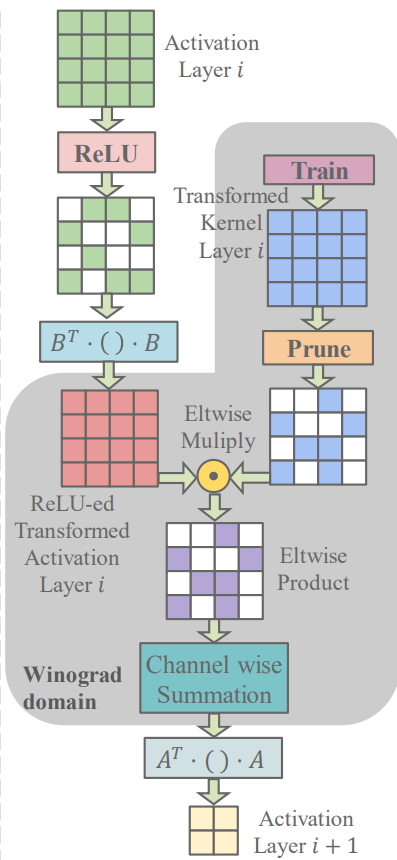 Activation
Layer i
ReLU
Train
Transformed
Kernel
Layer i
B^T · ( ) · B
Prune
Eltwise
Muliply
ReLU-ed
Transformed
Activation
Layer i
Eltwise
Product
Winograd
domain
Channel wise
Summation
A^T · ( ) · A
Activation
Layer i + 1